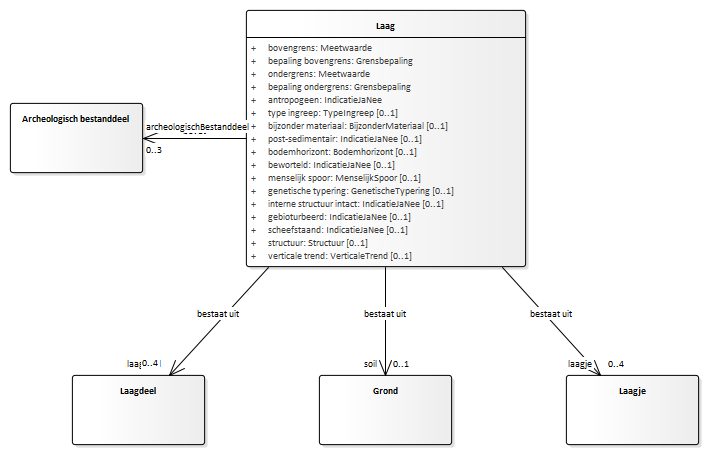 Laag
+ bovengrens: Meetwaarde
+ bepaling bovengrens: Grensbepaling
+ ondergrens: Meetwaarde
+ bepaling ondergrens: Grensbepaling
+ antropogeen: IndicatieJaNee
+ type ingreep: TypeIngreep [0..1]
+ bijzonder materiaal: BijzonderMateriaal [0..1]
+ post-sedimentair: IndicatieJaNee [0..1]
+ bodemhorizont: Bodemhorizont [0..1]
+ beworteld: IndicatieJaNee [0..1]
+ menselijk spoor: MenselijkSpoor [0..1]
+ genetische typering: GenetischeTypering [0..1]
+ interne structuur intact: IndicatieJaNee [0..1]
+ gebioturbeerd: IndicatieJaNee [0..1]
+ scheefstaand: IndicatieJaNee [0..1]
+ structuur: Structuur [0..1]
+ verticale trend: VerticaleTrend [0..1]
Archeologisch bestanddeel
archeologischBestanddeel
0..3
bestaat uit
bestaat uit
bestaat uit
0..4
soil
0..1
laagje
0..4
Laagdeel
Grond
Laagje